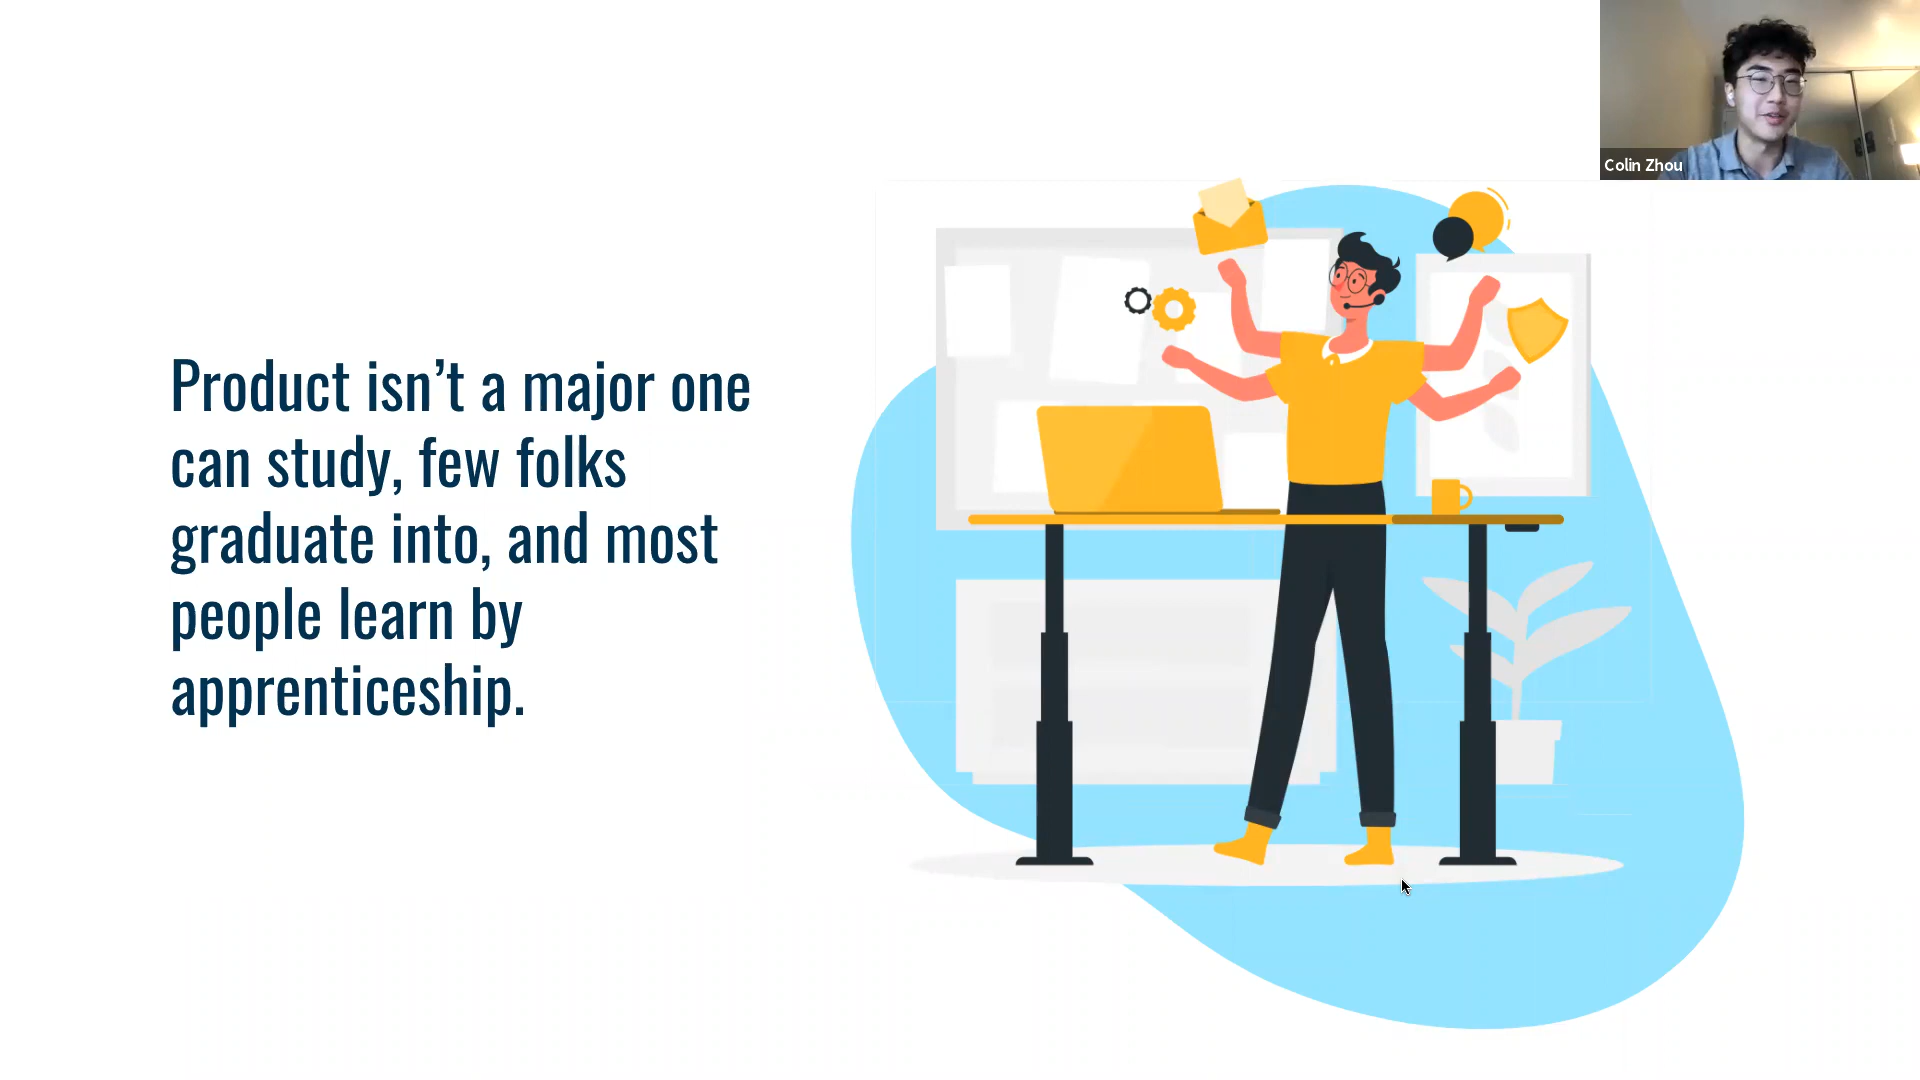 Product isn’t a major one
can study, few folks
graduate into, and most
people learn by
apprenticeship.
Colin Zhou